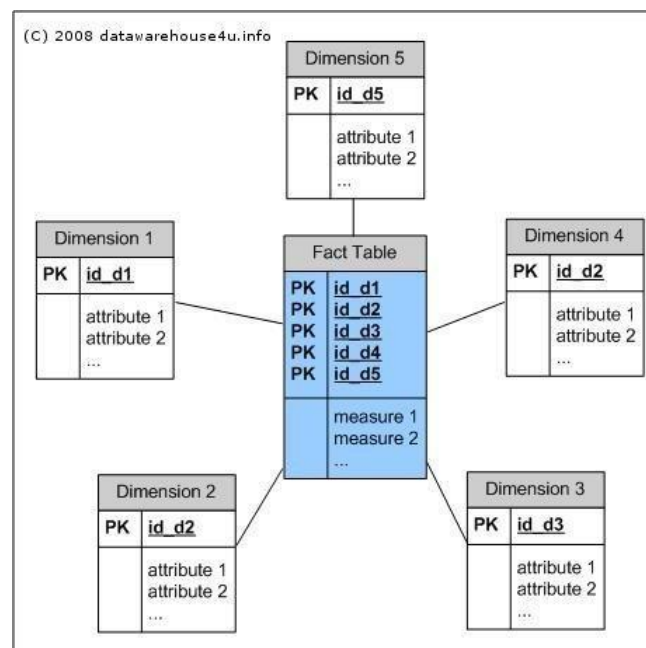 (C) 2008 datawarehouse4u.info
Dimension 5
PK id_d5
attribute 1
attribute 2
...
Dimension 1
PK id_d1
attribute 1
attribute 2
...
Fact Table
PK id_d1
PK id_d2
PK id_d3
PK id_d4
PK id_d5
measure 1
measure 2
...
Dimension 4
PK id_d2
attribute 1
attribute 2
...
Dimension 2
PK id_d2
attribute 1
attribute 2
...
Dimension 3
PK id_d3
attribute 1
attribute 2
...